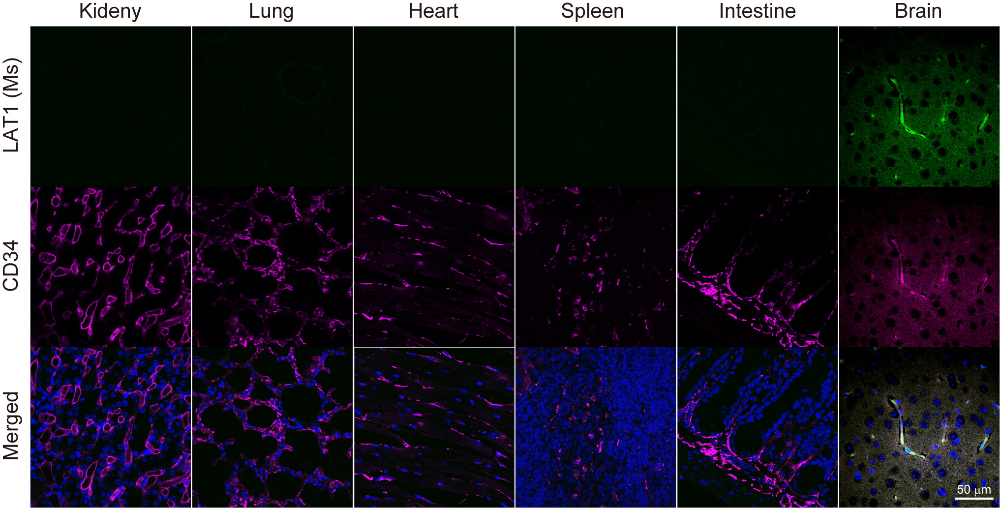 Kideny Lung Heart Spleen Intestine Brain
LAT1 (Ms)
CD34
Merged
50 μm